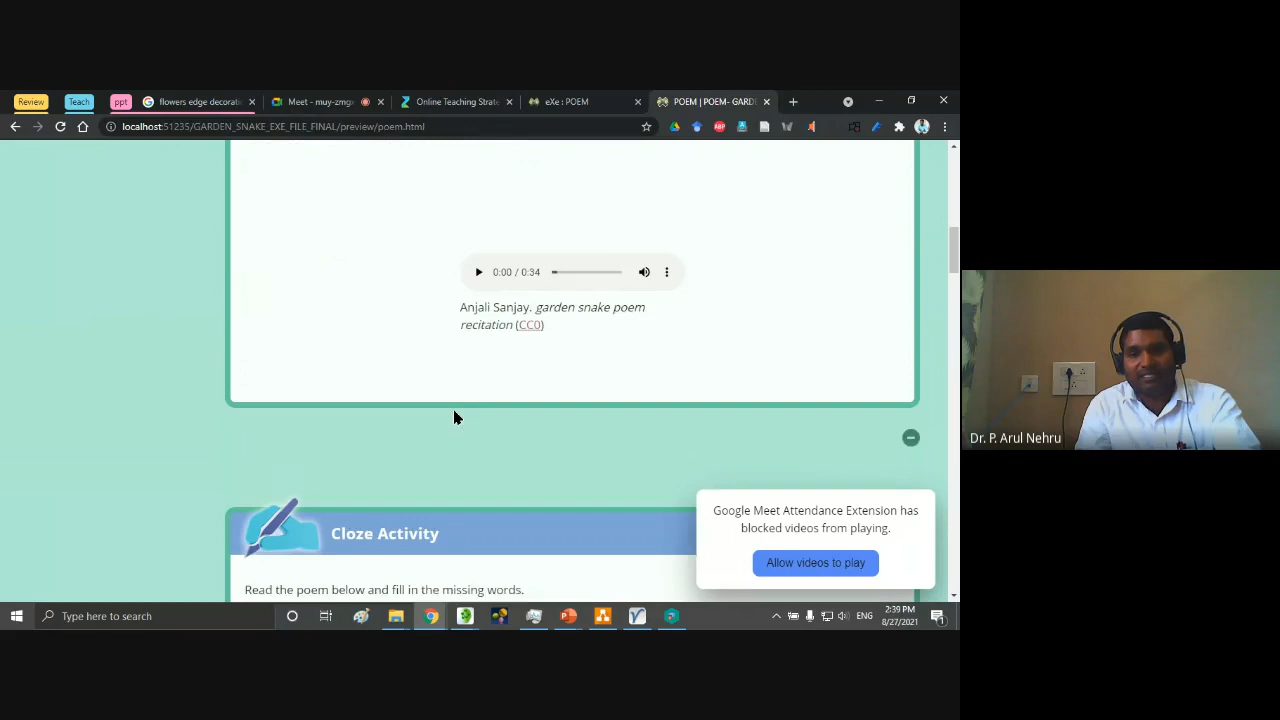 Review
Teach
ppt
flowers edge decorati
Meet - muy-zmg
Online Teaching Strate
eXe : POEM
POEM | POEM- GARD
localhost:51235/GARDEN_SNAKE_EXE_FILE_FINAL/preview/poem.html
ABP
0:00 / 0:34
Anjali Sanjay. garden snake poem
recitation (CC0)
Cloze Activity
Read the poem below and fill in the missing words.
Google Meet Attendance Extension has
blocked videos from playing.
Allow videos to play
Dr. P. Arul Nehru
Type here to search
ENG
2:39 PM
8/27/2021
1